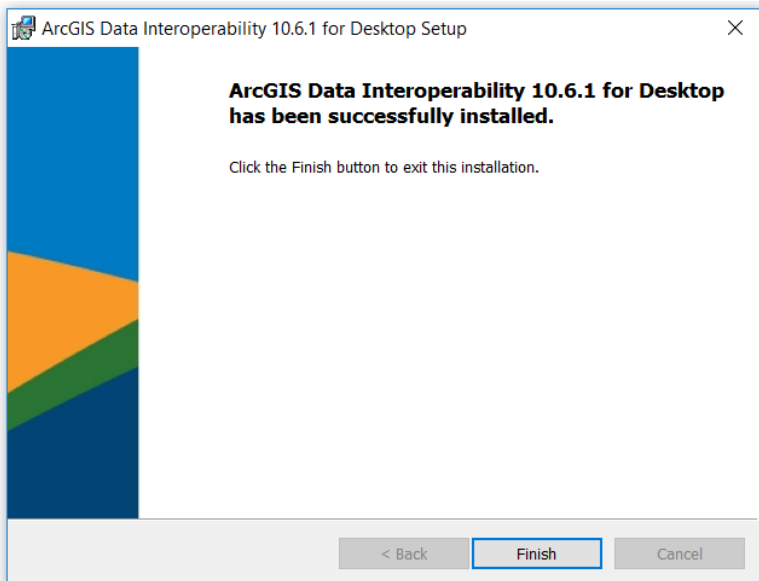 ArcGIS Data Interoperability 10.6.1 for Desktop Setup
ArcGIS Data Interoperability 10.6.1 for Desktop
has been successfully installed.
Click the Finish button to exit this installation.
< Back Finish Cancel